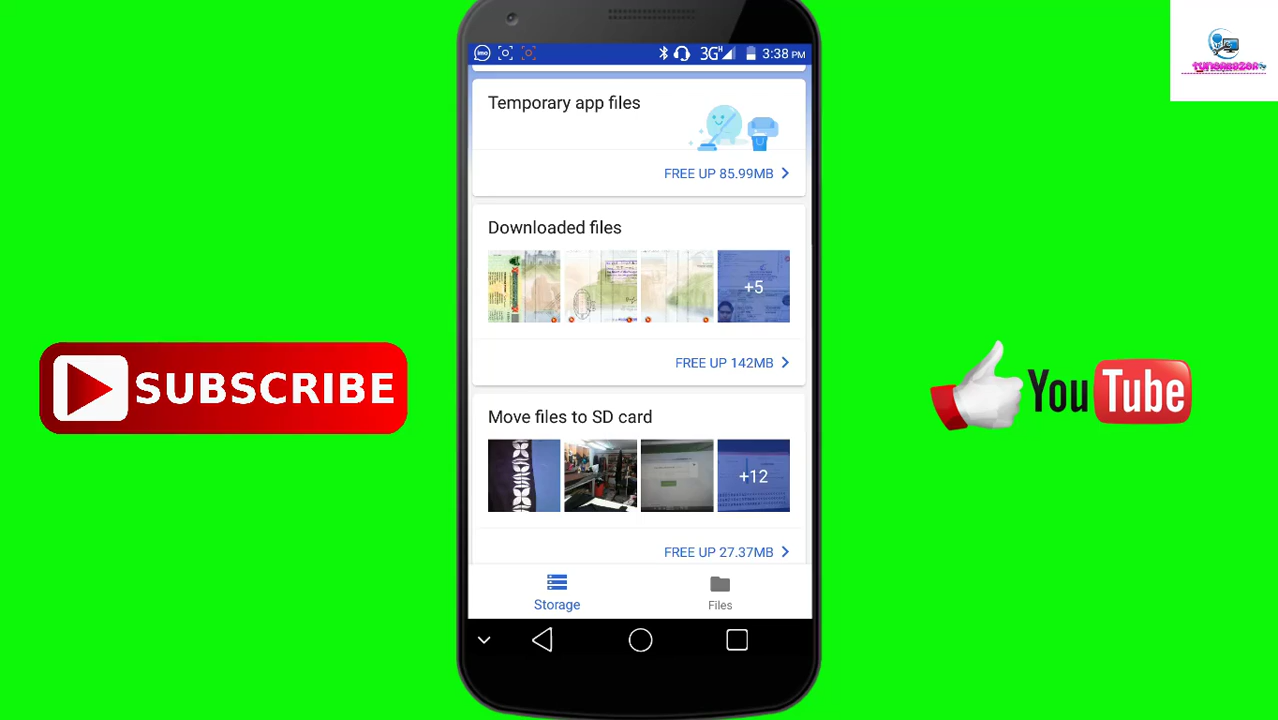 imo
3G H
3:38 PM
Temporary app files
FREE UP 85.99MB
Downloaded files
+5
FREE UP 142MB
Move files to SD card
+12
FREE UP 27.37MB
Storage
Files
SUBSCRIBE
YouTube